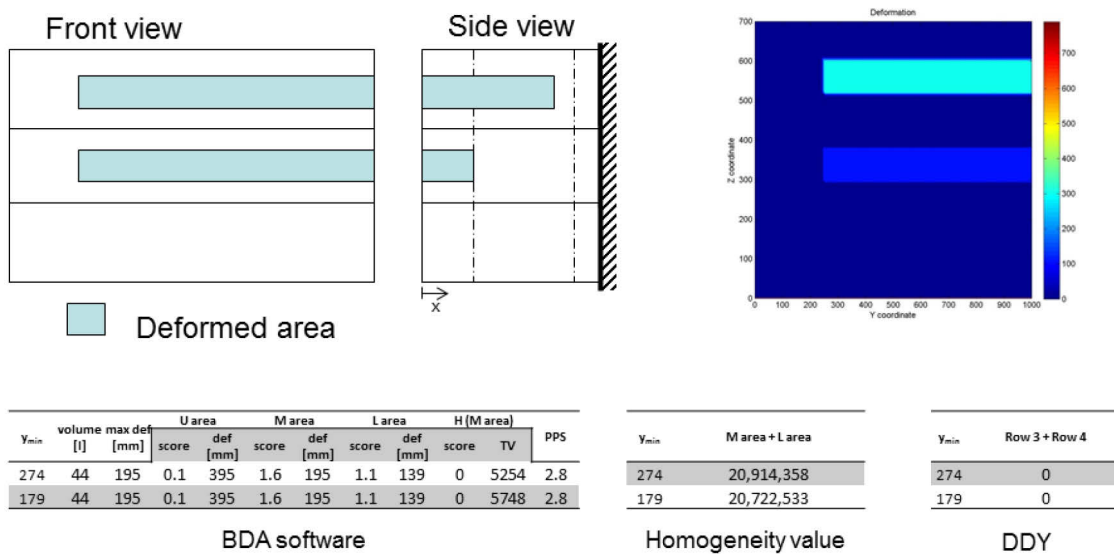 Front view
Side view
x
Deformed area
Deformation
700
600
500
400
300
200
100
0
Z coordinate
0 100 200 300 400 500 600 700 800 900 1000
Y coordinate
700
600
500
400
300
200
100
0
y_min volume [l] max def [mm] U area M area L area H (M area) PPS
score def [mm] score def [mm] score def [mm] score TV
274 44 195 0.1 395 1.6 195 1.1 139 0 5254 2.8
179 44 195 0.1 395 1.6 195 1.1 139 0 5748 2.8
BDA software
y_min M area + L area
274 20,914,358
179 20,722,533
Homogeneity value
y_min Row 3 + Row 4
274 0
179 0
DDY